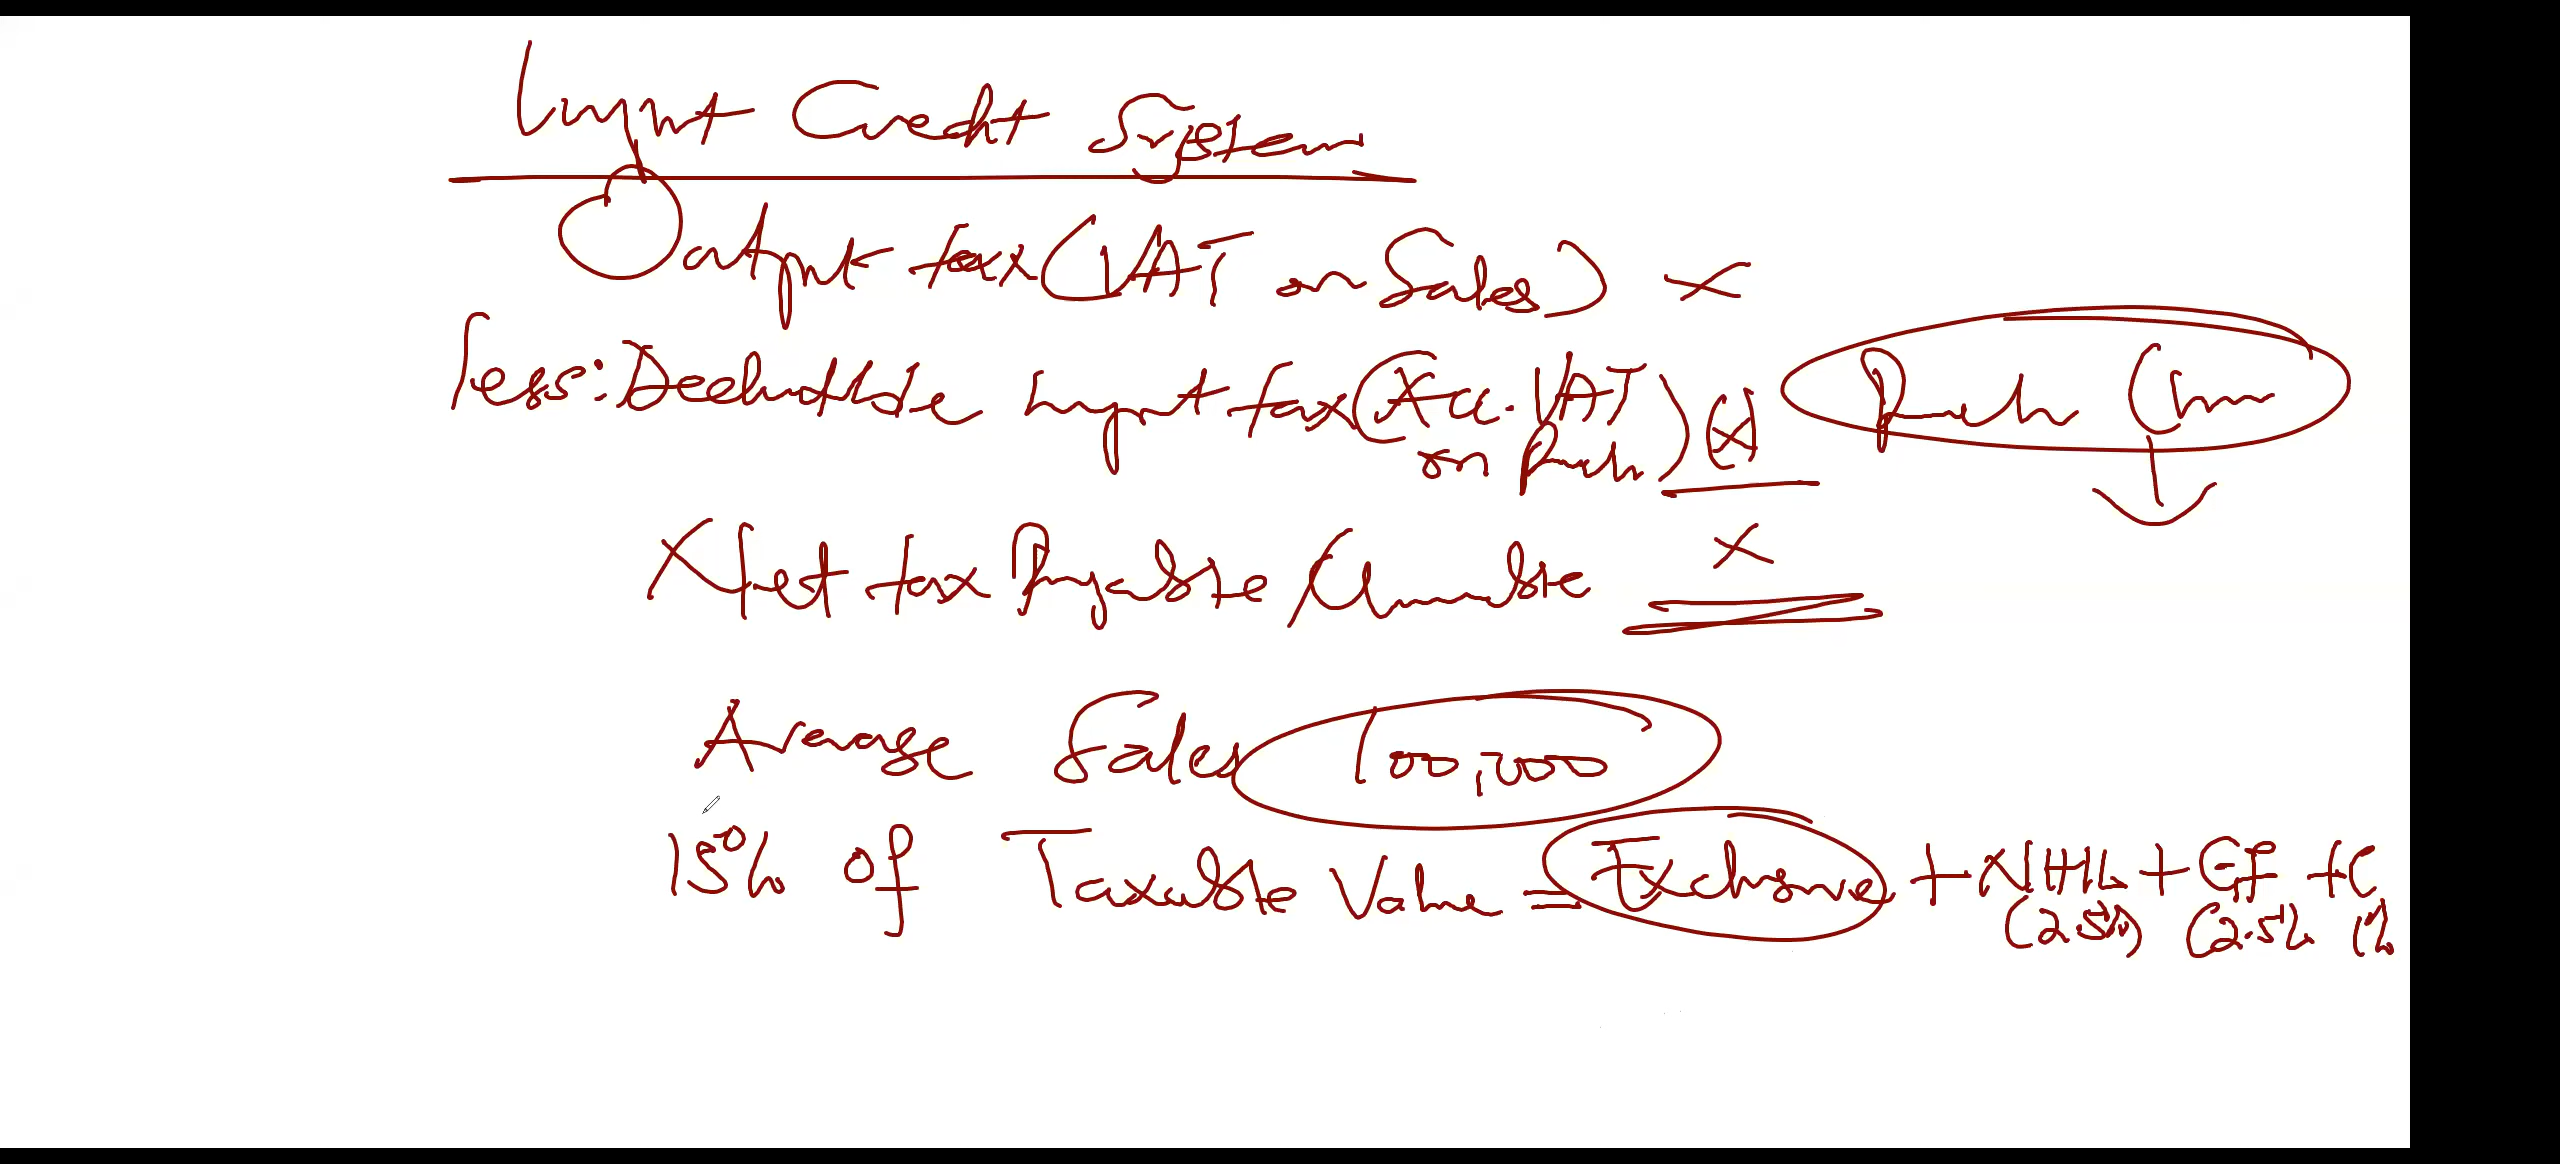 Input Credit System
Output tax (VAT on Sales) x
Less: Deductible Input tax (Acc. VAT on Purch) (x)
Net tax Payable / Claimable x
Average Sales 100,000
15% of Taxable Value = Exclusive + NHIL + GF + C
(2.5%) (2.5% 1%